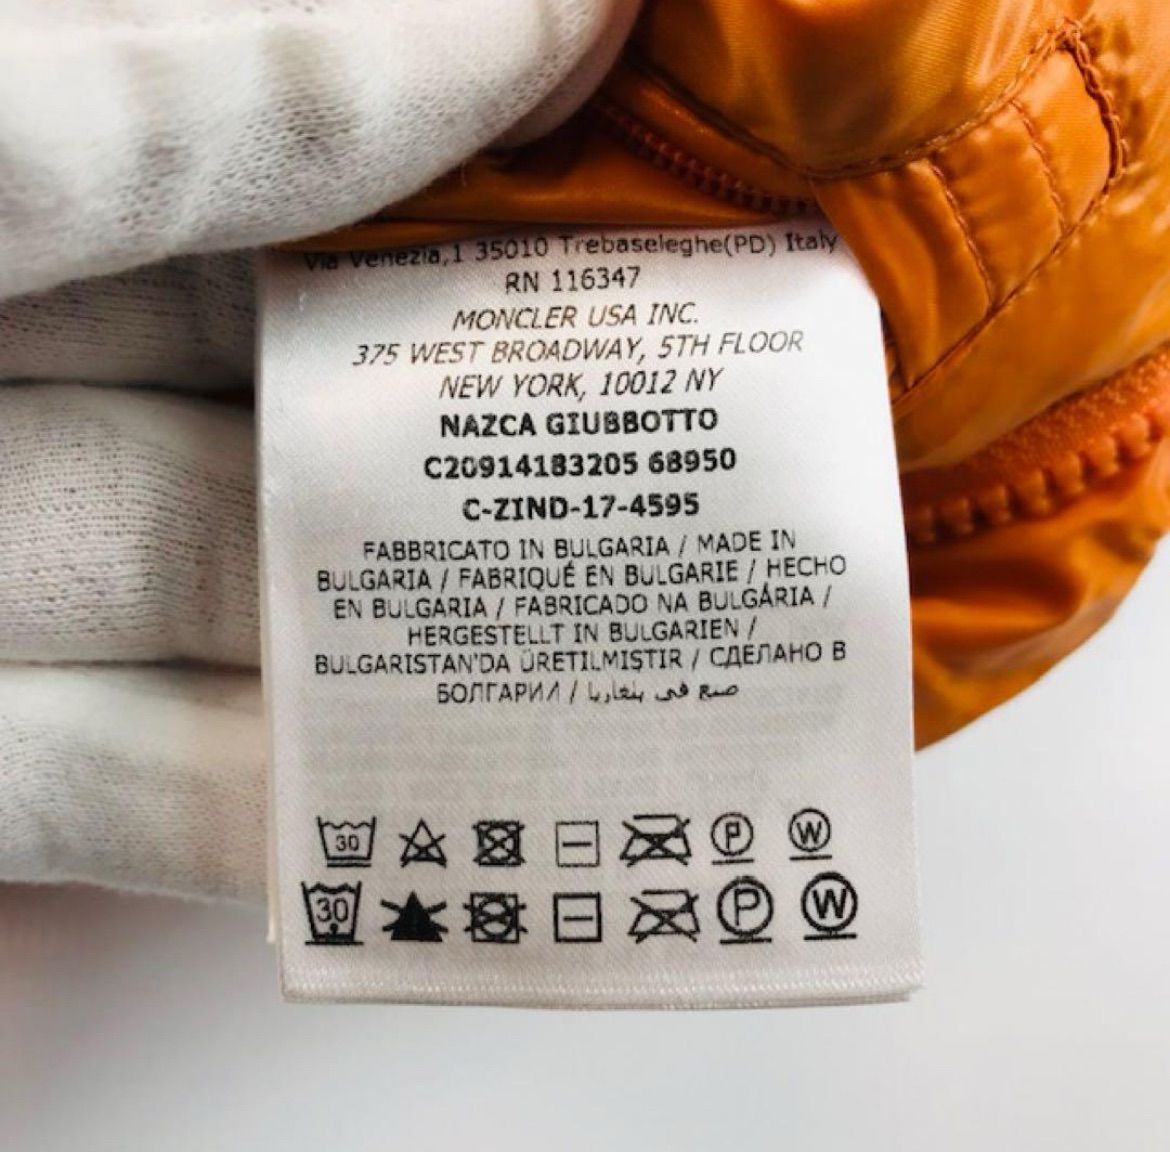 Via Venezia,1 35010 Trebaseleghe(PD) Italy
RN 116347
MONCLER USA INC.
375 WEST BROADWAY, 5TH FLOOR
NEW YORK, 10012 NY
NAZCA GIUBBOTTO
C20914183205 68950
C-ZIND-17-4595
FABBRICATO IN BULGARIA / MADE IN
BULGARIA / FABRIQUÉ EN BULGARIE / HECHO
EN BULGARIA / FABRICADO NA BULGÁRIA /
HERGESTELLT IN BULGARIEN /
BULGARISTAN'DA ÜRETILMIŞTIR / СДЕЛАНО В
БОЛГАРИИ / صنع في بلغاريا
30 P W
30 P W